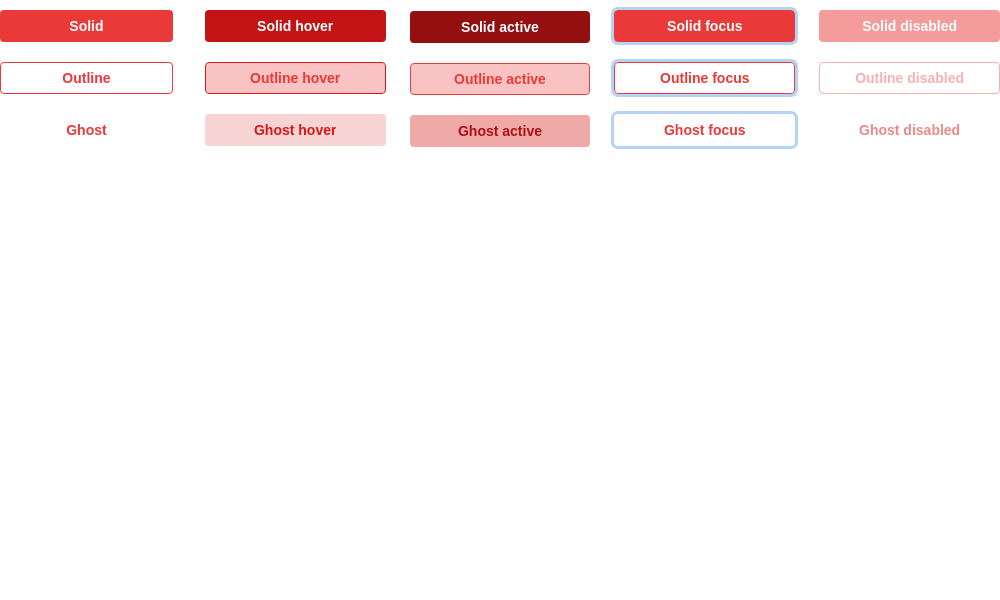 Solid Solid hover Solid active Solid focus Solid disabled
Outline Outline hover Outline active Outline focus Outline disabled
Ghost Ghost hover Ghost active Ghost focus Ghost disabled